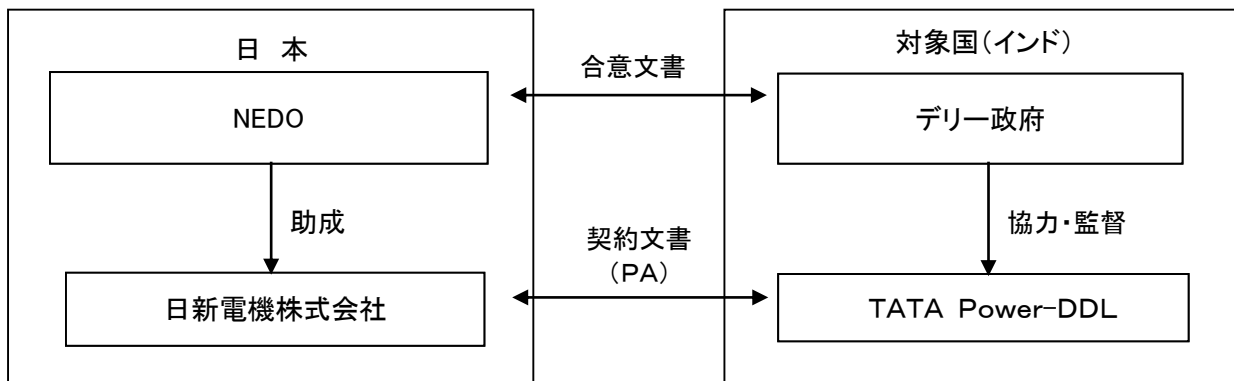 日　本
対象国（インド）
合意文書
NEDO
デリー政府
助成
協力・監督
契約文書
（ＰＡ）
日新電機株式会社
ＴＡＴＡ　Ｐｏｗｅｒ-ＤＤＬ